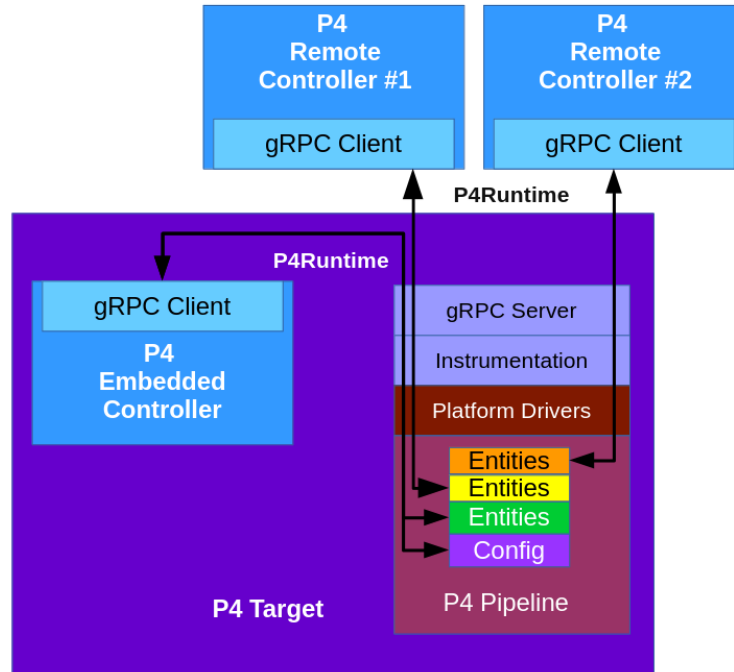 P4
Remote
Controller #1
gRPC Client
P4
Remote
Controller #2
gRPC Client
P4Runtime
P4Runtime
gRPC Client
P4
Embedded
Controller
gRPC Server
Instrumentation
Platform Drivers
Entities
Entities
Entities
Config
P4 Pipeline
P4 Target